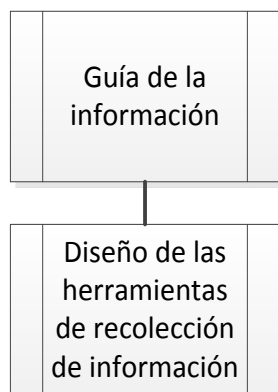 Guía de la
información
Diseño de las
herramientas
de recolección
de información